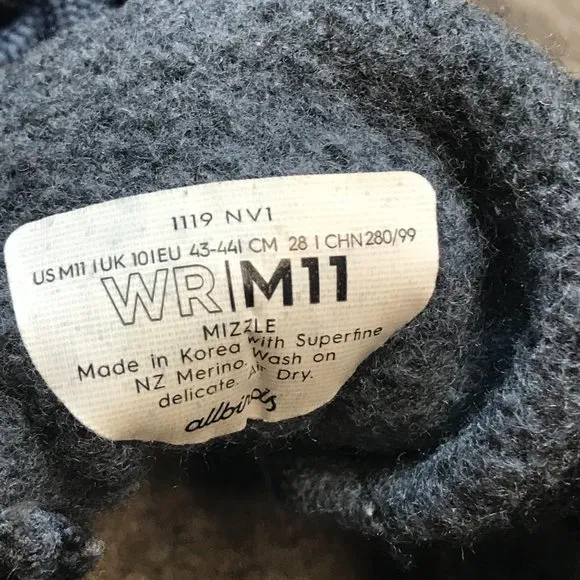 1119 NV1
US M11 | UK 10 | EU 43-44 | CM 28 | CHN 280/99
WR|M11
MIZZLE
Made in Korea with Superfine
NZ Merino. Wash on
delicate. Air Dry.
allbirds